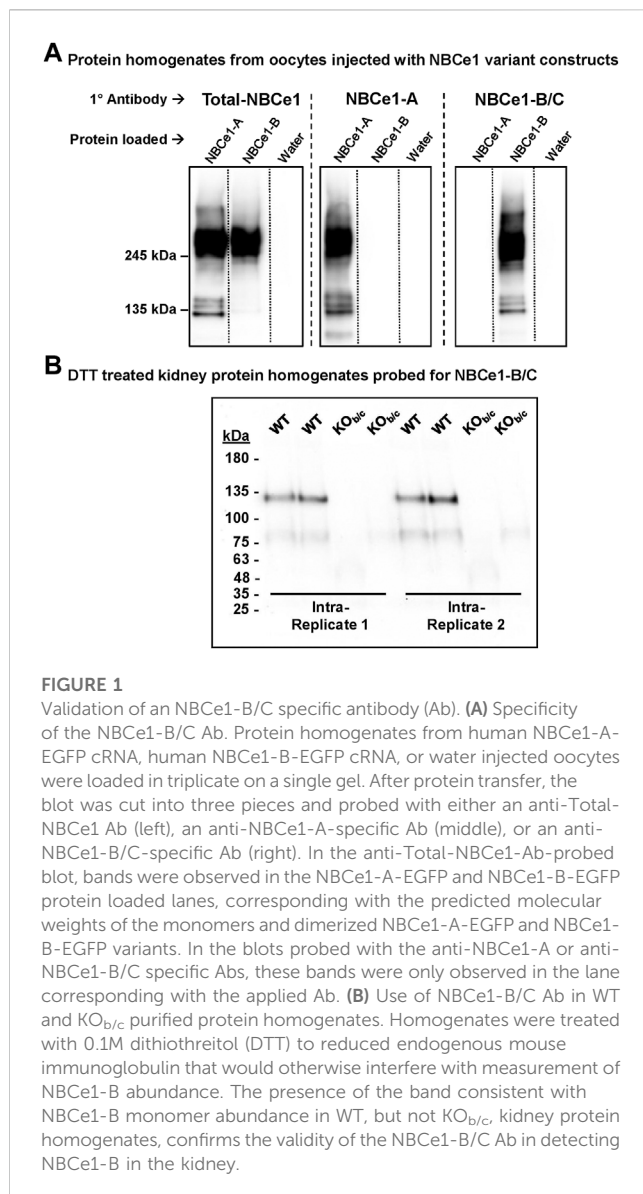 A Protein homogenates from oocytes injected with NBCe1 variant constructs
1° Antibody → Total-NBCe1 NBCe1-A NBCe1-B/C
Protein loaded → NBCe1-A NBCe1-B Water NBCe1-A NBCe1-B Water NBCe1-A NBCe1-B Water
245 kDa
135 kDa
B DTT treated kidney protein homogenates probed for NBCe1-B/C
kDa WT WT KOb/c KOb/c WT WT KOb/c KOb/c
180 -
135 -
100 -
75 -
63 -
48 -
35 -
25 -
Intra- Intra-
Replicate 1 Replicate 2
FIGURE 1
Validation of an NBCe1-B/C specific antibody (Ab). (A) Specificity
of the NBCe1-B/C Ab. Protein homogenates from human NBCe1-A-
EGFP cRNA, human NBCe1-B-EGFP cRNA, or water injected oocytes
were loaded in triplicate on a single gel. After protein transfer, the
blot was cut into three pieces and probed with either an anti-Total-
NBCe1 Ab (left), an anti-NBCe1-A-specific Ab (middle), or an anti-
NBCe1-B/C-specific Ab (right). In the anti-Total-NBCe1-Ab-probed
blot, bands were observed in the NBCe1-A-EGFP and NBCe1-B-EGFP
protein loaded lanes, corresponding with the predicted molecular
weights of the monomers and dimerized NBCe1-A-EGFP and NBCe1-
B-EGFP variants. In the blots probed with the anti-NBCe1-A or anti-
NBCe1-B/C specific Abs, these bands were only observed in the lane
corresponding with the applied Ab. (B) Use of NBCe1-B/C Ab in WT
and KOb/c purified protein homogenates. Homogenates were treated
with 0.1M dithiothreitol (DTT) to reduced endogenous mouse
immunoglobulin that would otherwise interfere with measurement of
NBCe1-B abundance. The presence of the band consistent with
NBCe1-B monomer abundance in WT, but not KOb/c, kidney protein
homogenates, confirms the validity of the NBCe1-B/C Ab in detecting
NBCe1-B in the kidney.